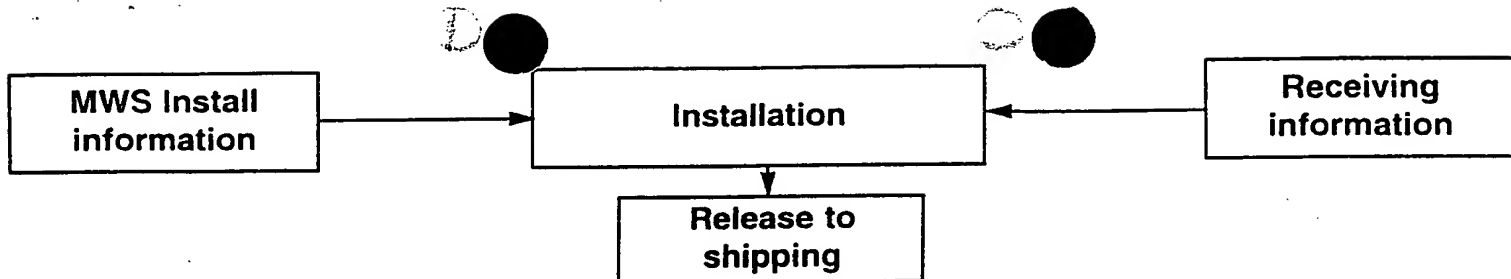 MWS Install
information
Installation
Receiving
information
Release to
shipping